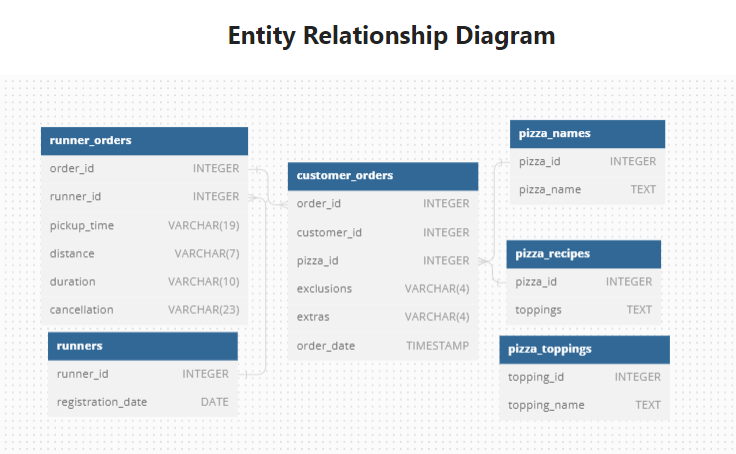 Entity Relationship Diagram
runner_orders
order_id INTEGER
runner_id INTEGER
pickup_time VARCHAR(19)
distance VARCHAR(7)
duration VARCHAR(10)
cancellation VARCHAR(23)
runners
runner_id INTEGER
registration_date DATE
customer_orders
order_id INTEGER
customer_id INTEGER
pizza_id INTEGER
exclusions VARCHAR(4)
extras VARCHAR(4)
order_date TIMESTAMP
pizza_names
pizza_id INTEGER
pizza_name TEXT
pizza_recipes
pizza_id INTEGER
toppings TEXT
pizza_toppings
topping_id INTEGER
topping_name TEXT